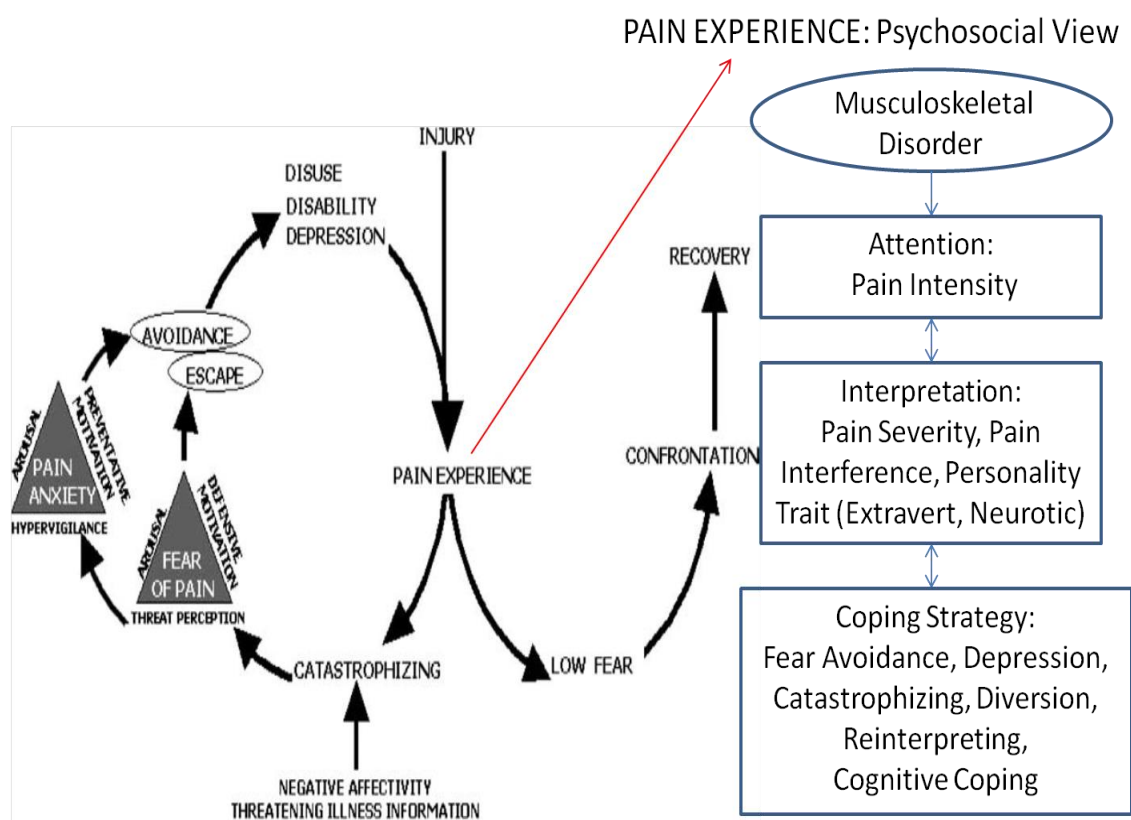 PAIN EXPERIENCE: Psychosocial View
Musculoskeletal
Disorder
Attention:
Pain Intensity
Interpretation:
Pain Severity, Pain
Interference, Personality
Trait (Extravert, Neurotic)
Coping Strategy:
Fear Avoidance, Depression,
Catastrophizing, Diversion,
Reinterpreting,
Cognitive Coping
INJURY
DISUSE
DISABILITY
DEPRESSION
RECOVERY
AVOIDANCE
ESCAPE
AROUSAL
PREVENTATIVE
MOTIVATION
PAIN
ANXIETY
HYPERVIGILANCE
AROUSAL
DEFENSIVE
MOTIVATION
FEAR
OF PAIN
THREAT PERCEPTION
PAIN EXPERIENCE
CONFRONTATION
CATASTROPHIZING
LOW FEAR
NEGATIVE AFFECTIVITY
THREATENING ILLNESS INFORMATION